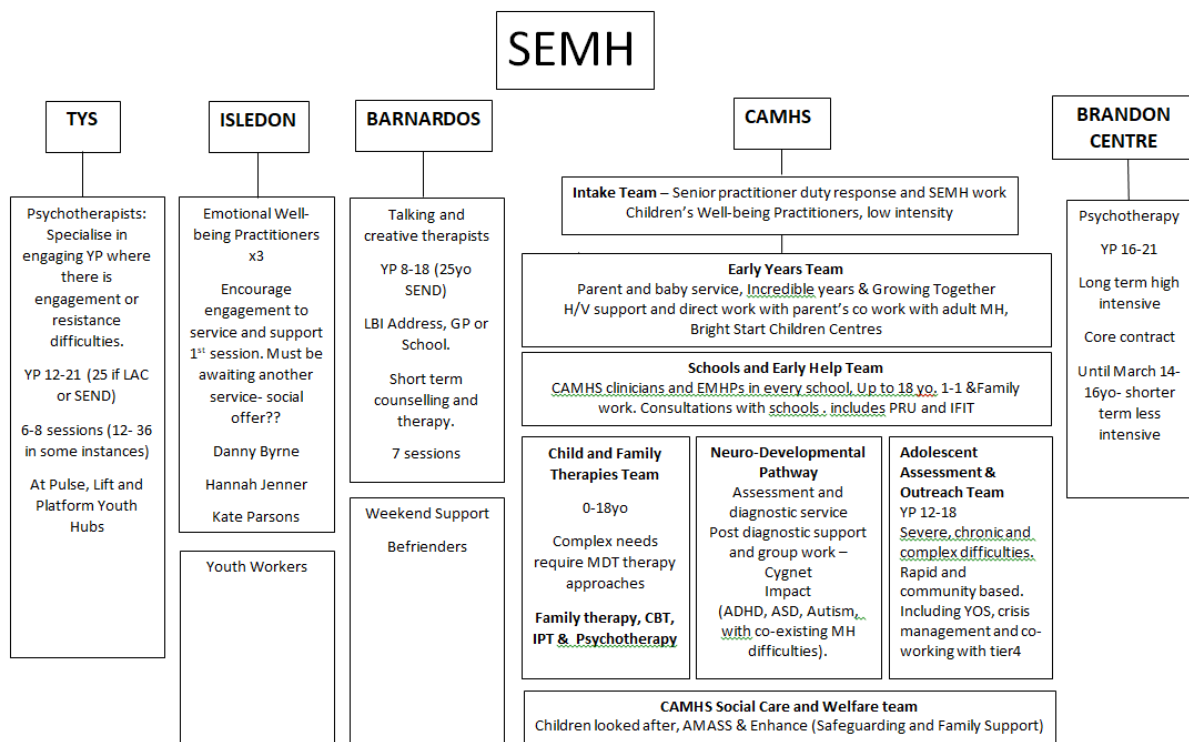 SEMH
TYS
Psychotherapists:
Specialise in
engaging YP where
there is
engagement or
resistance
difficulties.
YP 12-21 (25 if LAC
or SEND)
6-8 sessions (12- 36
in some instances)
At Pulse, Lift and
Platform Youth
Hubs
ISLEDON
Emotional Well-
being Practitioners
x3
Encourage
engagement to
service and support
1st session. Must be
awaiting another
service- social
offer??
Danny Byrne
Hannah Jenner
Kate Parsons
Youth Workers
BARNARDOS
Talking and
creative therapists
YP 8-18 (25yo
SEND)
LBI Address, GP or
School.
Short term
counselling and
therapy.
7 sessions
Weekend Support
Befrienders
CAMHS
Intake Team – Senior practitioner duty response and SEMH work
Children's Well-being Practitioners, low intensity
Early Years Team
Parent and baby service, Incredible years & Growing Together
H/V support and direct work with parent's co work with adult MH,
Bright Start Children Centres
Schools and Early Help Team
CAMHS clinicians and EMHPs in every school, Up to 18 yo. 1-1 &Family
work. Consultations with schools . includes PRU and IFIT
Child and Family
Therapies Team
0-18yo
Complex needs
require MDT therapy
approaches
Family therapy, CBT,
IPT & Psychotherapy
Neuro-Developmental
Pathway
Assessment and
diagnostic service
Post diagnostic support
and group work –
Cygnet
Impact
(ADHD, ASD, Autism,
with co-existing MH
difficulties).
Adolescent
Assessment &
Outreach Team
YP 12-18
Severe, chronic and
complex difficulties.
Rapid and
community based.
Including YOS, crisis
management and co-
working with tier4
CAMHS Social Care and Welfare team
Children looked after, AMASS & Enhance (Safeguarding and Family Support)
BRANDON
CENTRE
Psychotherapy
YP 16-21
Long term high
intensive
Core contract
Until March 14-
16yo- shorter
term less
intensive